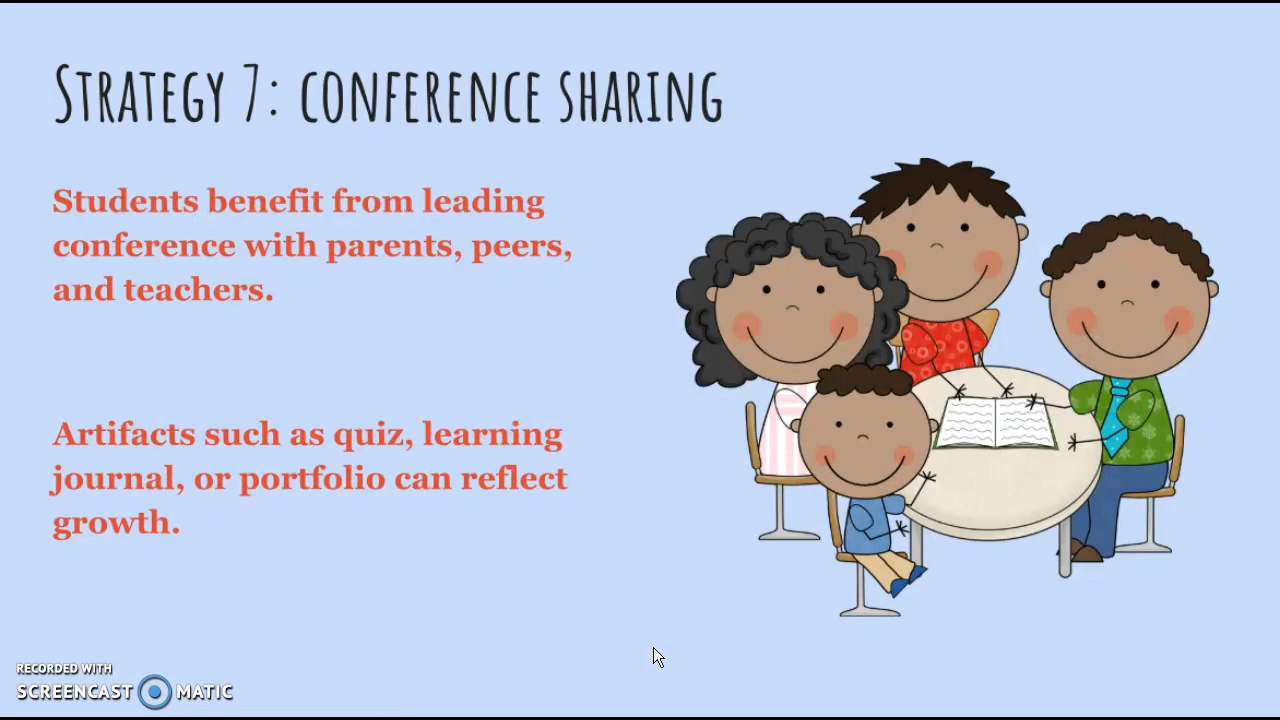 Strategy 7: conference sharing
Students benefit from leading
conference with parents, peers,
and teachers.
Artifacts such as quiz, learning
journal, or portfolio can reflect
growth.
RECORDED WITH
SCREENCAST MATIC